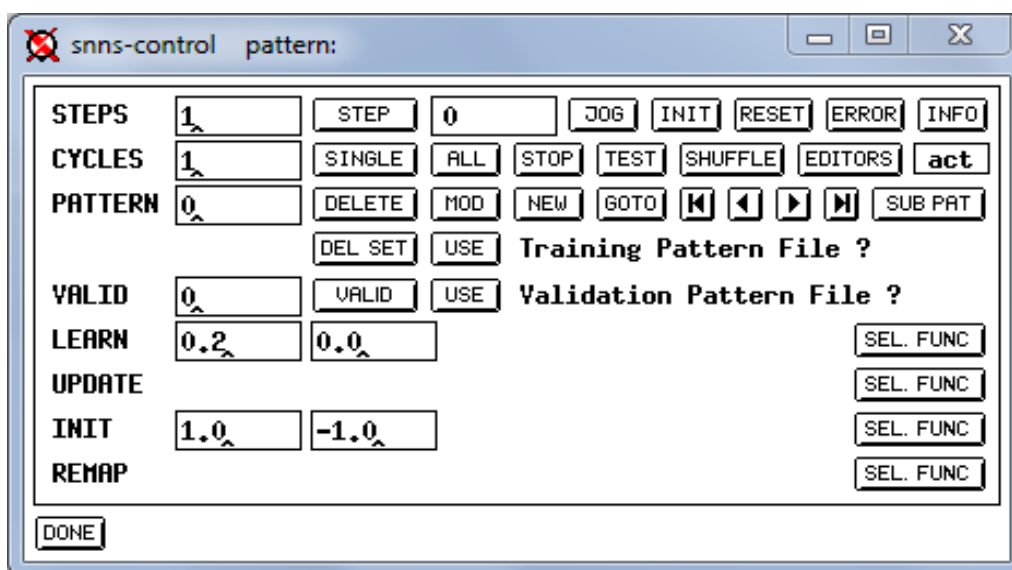 snns-control pattern:
STEPS 1 STEP 0 JOG INIT RESET ERROR INFO
CYCLES 1 SINGLE ALL STOP TEST SHUFFLE EDITORS act
PATTERN 0 DELETE MOD NEW GOTO SUB PAT
DEL SET USE Training Pattern File ?
VALID 0 VALID USE Validation Pattern File ?
LEARN 0.2 0.0 SEL. FUNC
UPDATE SEL. FUNC
INIT 1.0 -1.0 SEL. FUNC
REMAP SEL. FUNC
DONE